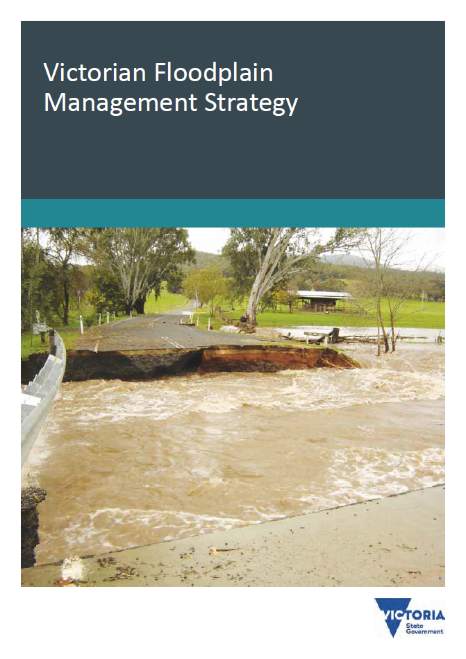 Victorian Floodplain
Management Strategy
VICTORIA
State
Government